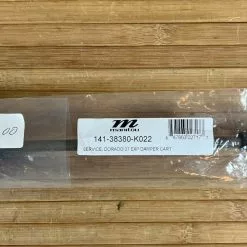 .00
m
manitou
141-38380-K022
SERVICE, DORADO 37 EXP DAMPER CART